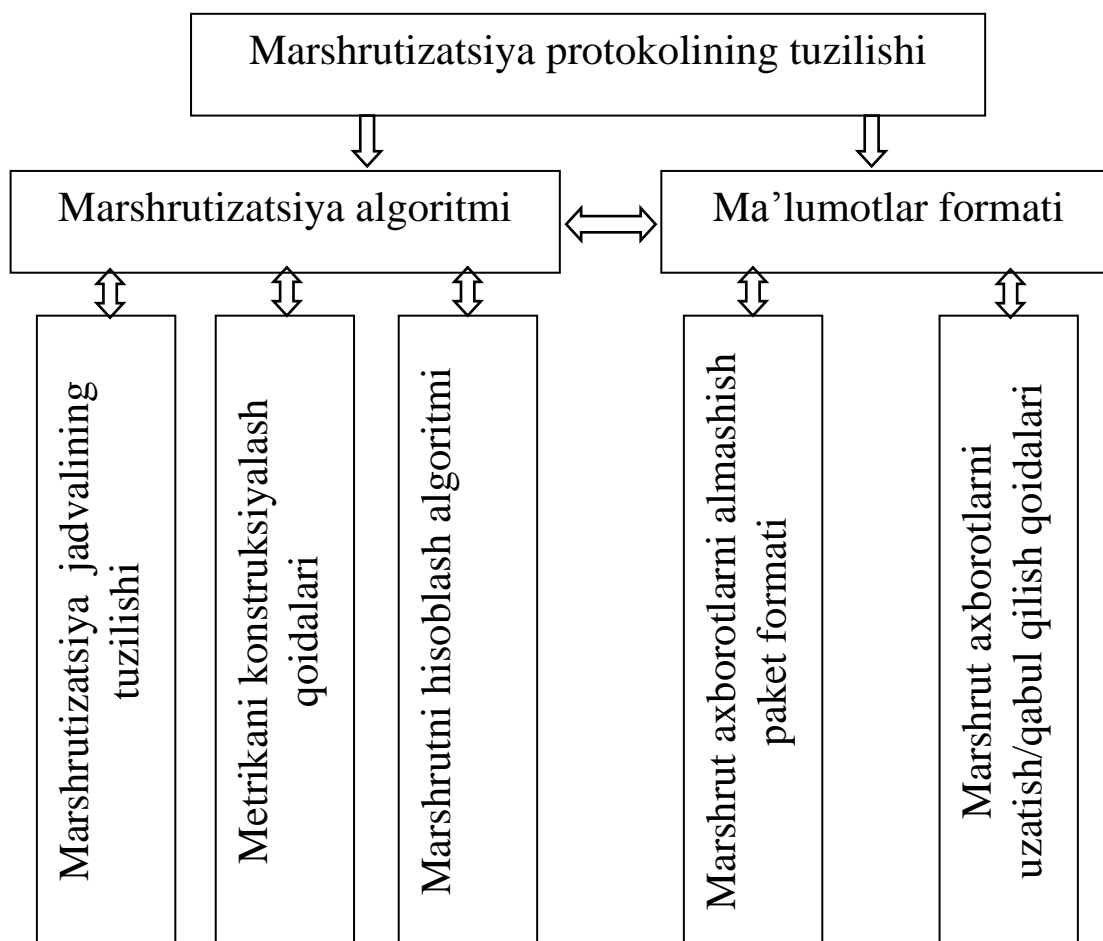 Marshrutizatsiya protokolining tuzilishi
Marshrutizatsiya algoritmi
Ma’lumotlar formati
Marshrutizatsiya jadvalining
tuzilishi
Metrikani konstruksiyalash
qoidalari
Marshrutni hisoblash algoritmi
Marshrut axborotlarni almashish
paket formati
Marshrut axborotlarni
uzatish/qabul qilish qoidalari